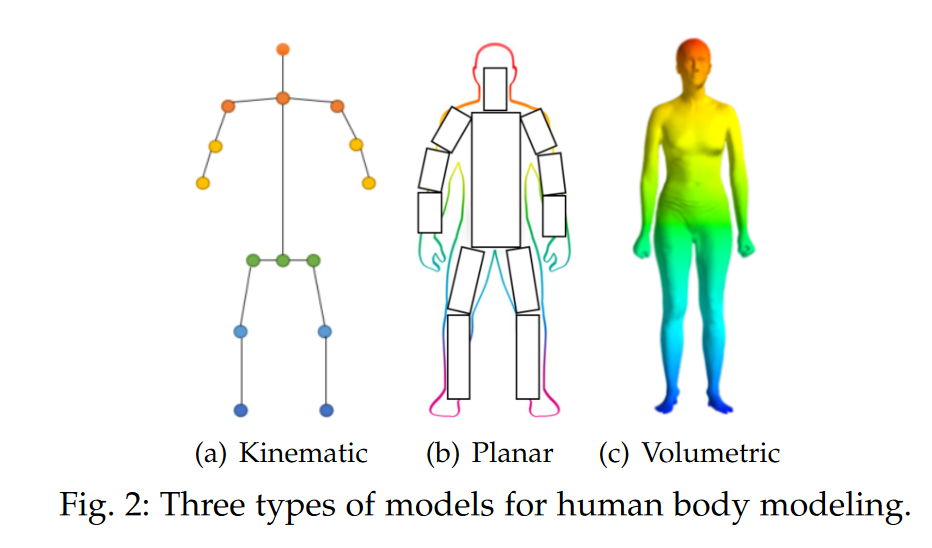 (a) Kinematic (b) Planar (c) Volumetric
Fig. 2: Three types of models for human body modeling.